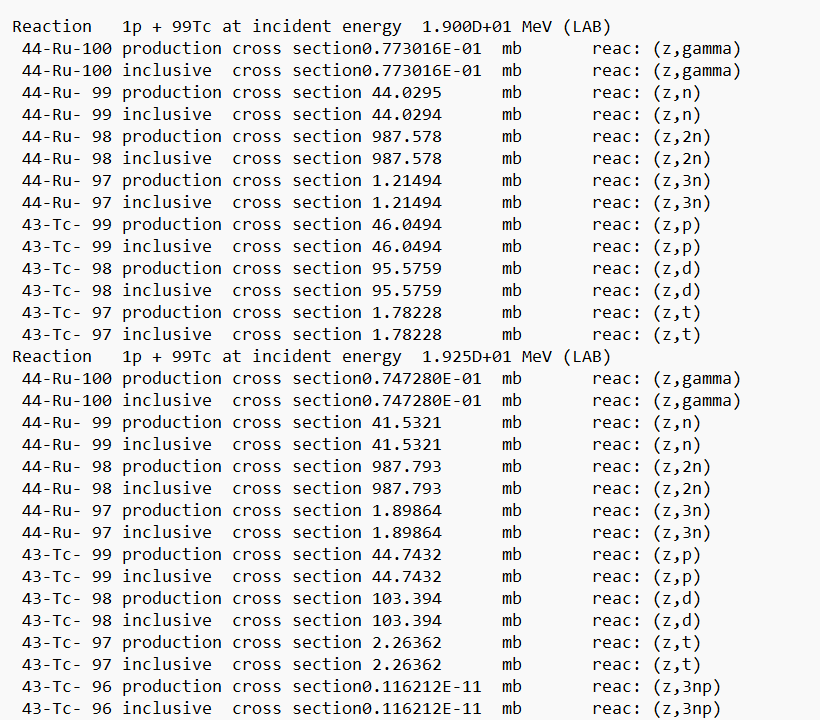 Reaction   1p + 99Tc at incident energy  1.900D+01 MeV (LAB)
 44-Ru-100 production cross section0.773016E-01  mb       reac: (z,gamma)
 44-Ru-100 inclusive  cross section0.773016E-01  mb       reac: (z,gamma)
 44-Ru- 99 production cross section 44.0295      mb       reac: (z,n)
 44-Ru- 99 inclusive  cross section 44.0294      mb       reac: (z,n)
 44-Ru- 98 production cross section 987.578      mb       reac: (z,2n)
 44-Ru- 98 inclusive  cross section 987.578      mb       reac: (z,2n)
 44-Ru- 97 production cross section 1.21494      mb       reac: (z,3n)
 44-Ru- 97 inclusive  cross section 1.21494      mb       reac: (z,3n)
 43-Tc- 99 production cross section 46.0494      mb       reac: (z,p)
 43-Tc- 99 inclusive  cross section 46.0494      mb       reac: (z,p)
 43-Tc- 98 production cross section 95.5759      mb       reac: (z,d)
 43-Tc- 98 inclusive  cross section 95.5759      mb       reac: (z,d)
 43-Tc- 97 production cross section 1.78228      mb       reac: (z,t)
 43-Tc- 97 inclusive  cross section 1.78228      mb       reac: (z,t)
Reaction   1p + 99Tc at incident energy  1.925D+01 MeV (LAB)
 44-Ru-100 production cross section0.747280E-01  mb       reac: (z,gamma)
 44-Ru-100 inclusive  cross section0.747280E-01  mb       reac: (z,gamma)
 44-Ru- 99 production cross section 41.5321      mb       reac: (z,n)
 44-Ru- 99 inclusive  cross section 41.5321      mb       reac: (z,n)
 44-Ru- 98 production cross section 987.793      mb       reac: (z,2n)
 44-Ru- 98 inclusive  cross section 987.793      mb       reac: (z,2n)
 44-Ru- 97 production cross section 1.89864      mb       reac: (z,3n)
 44-Ru- 97 inclusive  cross section 1.89864      mb       reac: (z,3n)
 43-Tc- 99 production cross section 44.7432      mb       reac: (z,p)
 43-Tc- 99 inclusive  cross section 44.7432      mb       reac: (z,p)
 43-Tc- 98 production cross section 103.394      mb       reac: (z,d)
 43-Tc- 98 inclusive  cross section 103.394      mb       reac: (z,d)
 43-Tc- 97 production cross section 2.26362      mb       reac: (z,t)
 43-Tc- 97 inclusive  cross section 2.26362      mb       reac: (z,t)
 43-Tc- 96 production cross section0.116212E-11  mb       reac: (z,3np)
 43-Tc- 96 inclusive  cross section0.116212E-11  mb       reac: (z,3np)